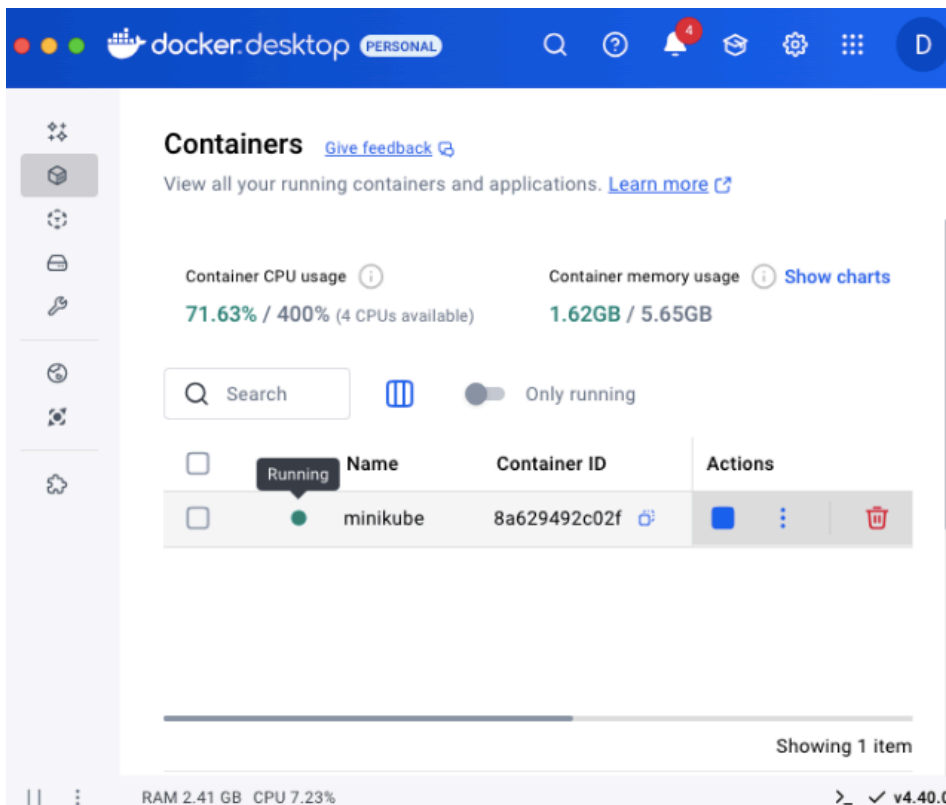 docker.desktop PERSONAL 4 D
Containers Give feedback
View all your running containers and applications. Learn more
Container CPU usage Container memory usage Show charts
71.63% / 400% (4 CPUs available) 1.62GB / 5.65GB
Search Only running
Name Container ID Actions
Running
minikube 8a629492c02f
Showing 1 item
RAM 2.41 GB CPU 7.23% v4.40.